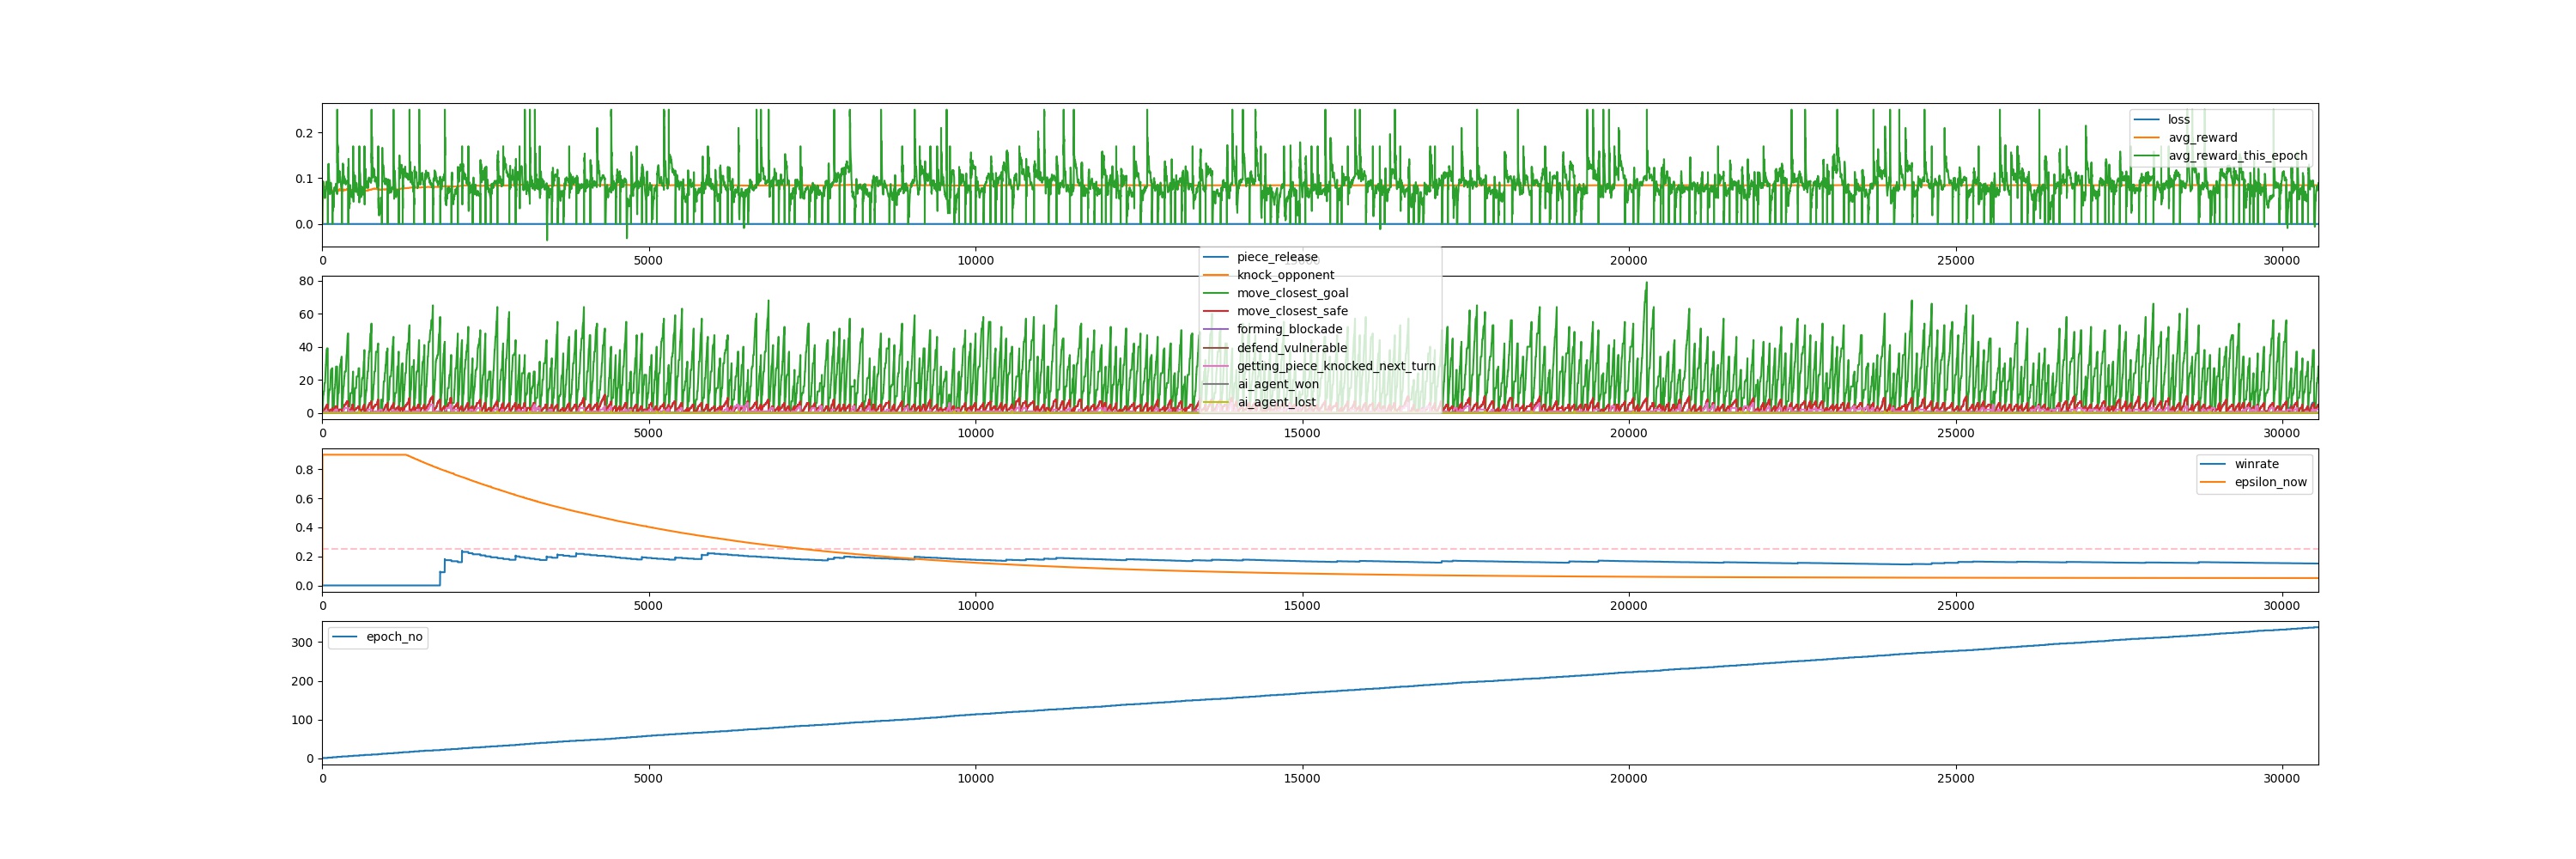 0.2
0.1
0.0
loss
avg_reward
avg_reward_this_epoch
0 5000 10000 15000 20000 25000 30000
80
60
40
20
0
piece_release
knock_opponent
move_closest_goal
move_closest_safe
forming_blockade
defend_vulnerable
getting_piece_knocked_next_turn
ai_agent_won
ai_agent_lost
0 5000 10000 15000 20000 25000 30000
0.8
0.6
0.4
0.2
0.0
winrate
epsilon_now
0 5000 10000 15000 20000 25000 30000
300
200
100
0
epoch_no
0 5000 10000 15000 20000 25000 30000